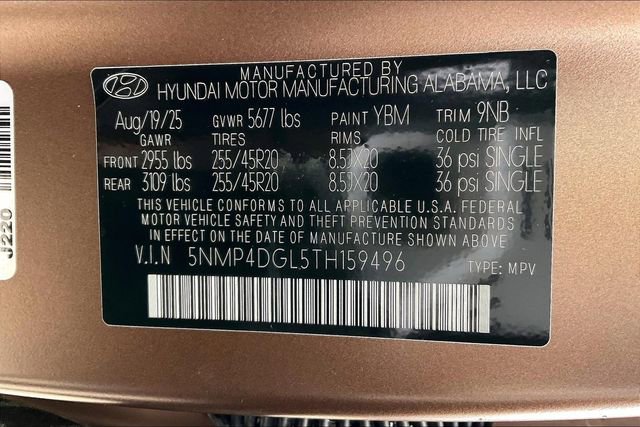 MANUFACTURED BY
HYUNDAI MOTOR MANUFACTURING ALABAMA, LLC
Aug/19/25 GVWR 5677 lbs PAINT YBM TRIM 9NB
GAWR TIRES RIMS COLD TIRE INFL
FRONT 2955 lbs 255/45R20 8.5JX20 36 psi SINGLE
REAR 3109 lbs 255/45R20 8.5JX20 36 psi SINGLE
THIS VEHICLE CONFORMS TO ALL APPLICABLE U.S.A. FEDERAL
MOTOR VEHICLE SAFETY AND THEFT PREVENTION STANDARDS
IN EFFECT ON THE DATE OF MANUFACTURE SHOWN ABOVE.
V.I.N 5NMP4DGL5TH159496 TYPE: MPV
J220